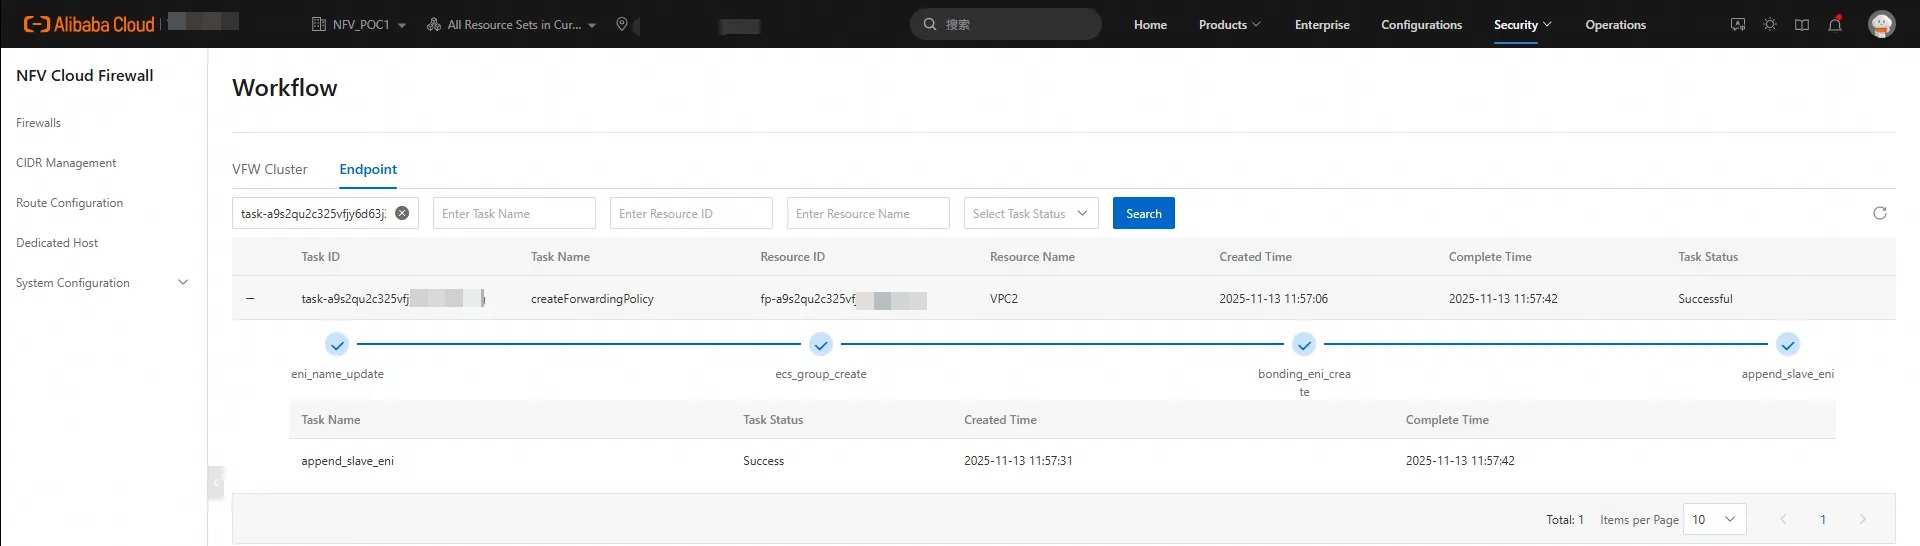 Alibaba Cloud
NFV_POC1
All Resource Sets in Cur...
搜索
Home
Products
Enterprise
Configurations
Security
Operations
NFV Cloud Firewall
Firewalls
CIDR Management
Route Configuration
Dedicated Host
System Configuration
Workflow
VFW Cluster
Endpoint
task-a9s2qu2c325vfjy6d63j
Enter Task Name
Enter Resource ID
Enter Resource Name
Select Task Status
Search
Task ID Task Name Resource ID Resource Name Created Time Complete Time Task Status
task-a9s2qu2c325vfj createForwardingPolicy fp-a9s2qu2c325vf VPC2 2025-11-13 11:57:06 2025-11-13 11:57:42 Successful
eni_name_update
ecs_group_create
bonding_eni_crea
te
append_slave_eni
Task Name Task Status Created Time Complete Time
append_slave_eni Success 2025-11-13 11:57:31 2025-11-13 11:57:42
Total: 1 Items per Page 10 1